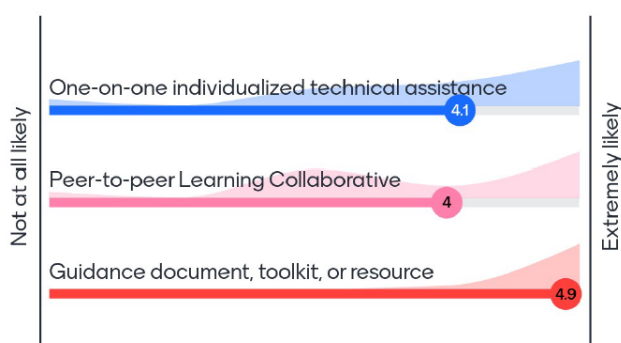 Not at all likely
One-on-one individualized technical assistance
4.1
Peer-to-peer Learning Collaborative
4
Guidance document, toolkit, or resource
4.9
Extremely likely